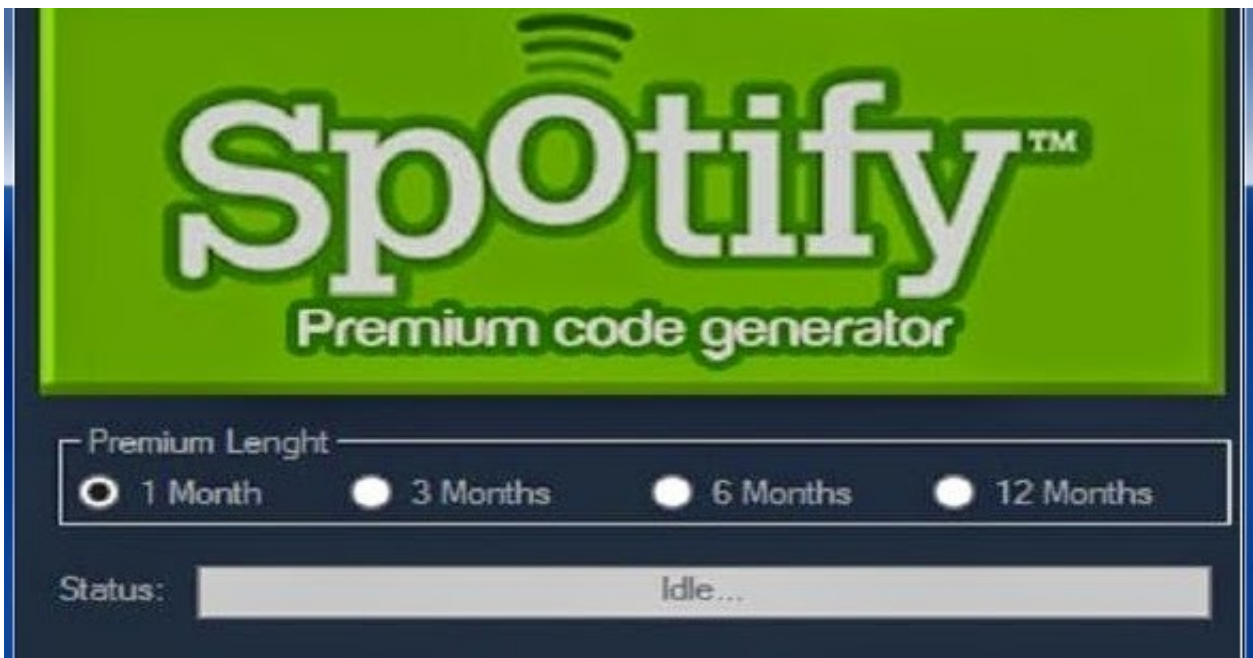 Spotify™
Premium code generator
Premium Lenght
1 Month 3 Months 6 Months 12 Months
Status: Idle...